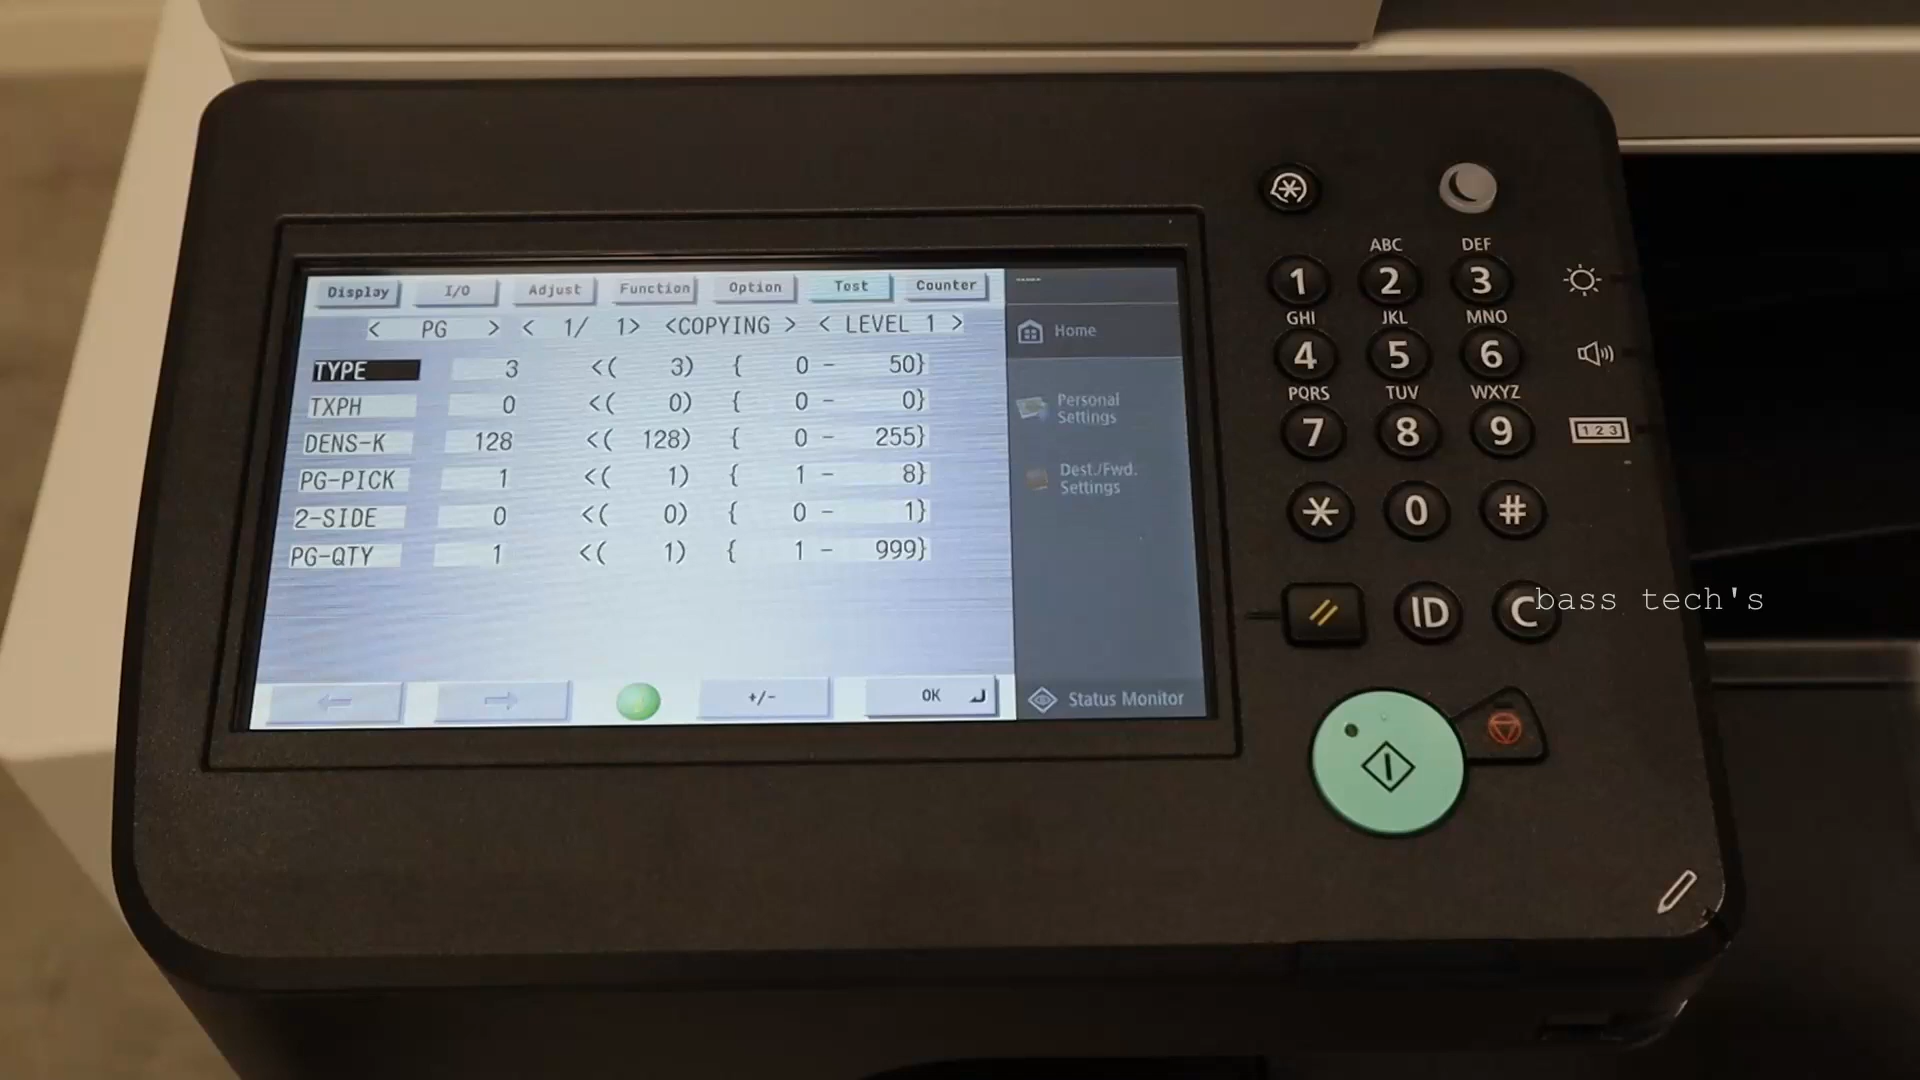 Display I/O Adjust Function Option Test Counter
< PG > < 1/ 1> <COPYING > < LEVEL 1 >
TYPE 3 <( 3) { 0 - 50}
TXPH 0 <( 0) { 0 - 0}
DENS-K 128 <( 128) { 0 - 255}
PG-PICK 1 <( 1) { 1 - 8}
2-SIDE 0 <( 0) { 0 - 1}
PG-QTY 1 <( 1) { 1 - 999}
+/- OK
Home
Personal
Settings
Dest./Fwd.
Settings
Status Monitor
ABC DEF
1 2 3
GHI JKL MNO
4 5 6
PQRS TUV WXYZ
7 8 9
1 2 3
* 0 #
ID C
bass tech's